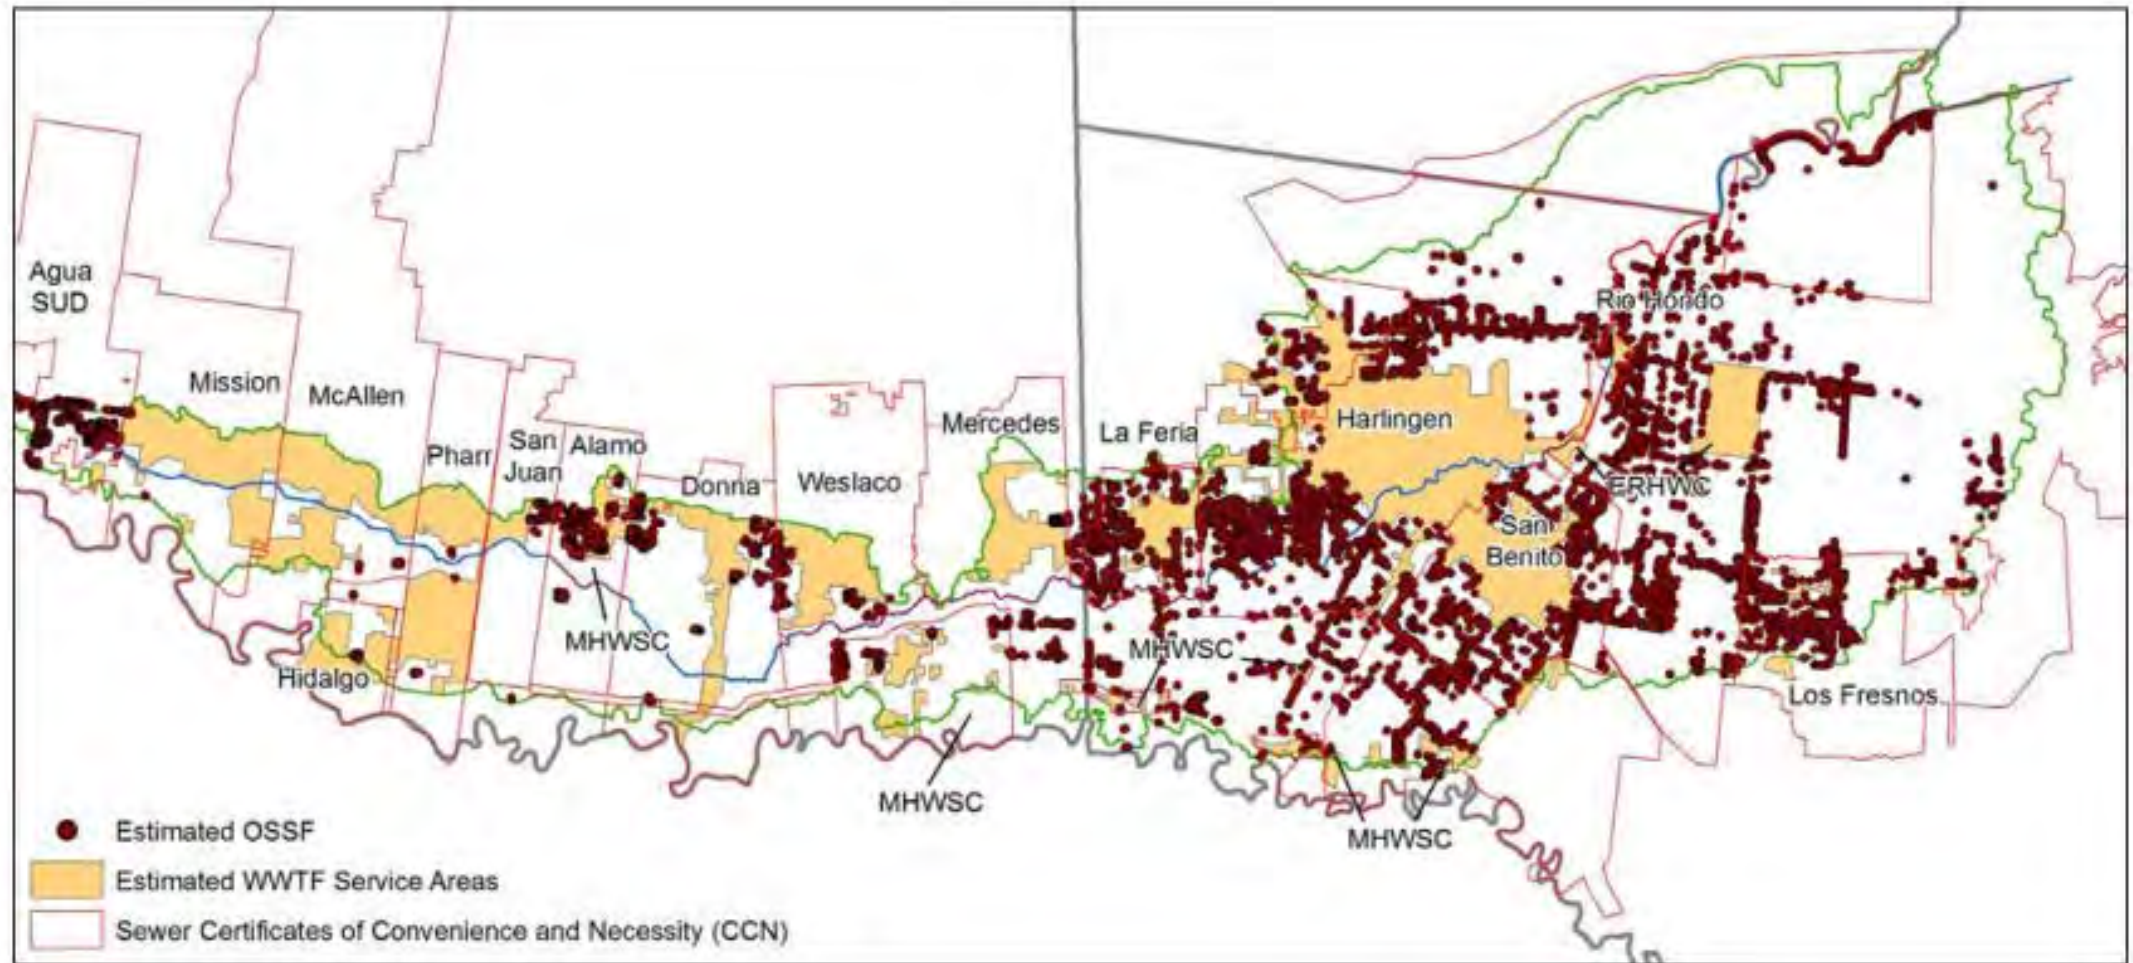 Agua
SUD
Mission
McAllen
Pharr
San
Juan
Alamo
Donna
Weslaco
Mercedes
La Feria
Harlingen
Rio Hondo
ERHWC
San
Benito
MHWSC
MHWSC
Hidalgo
Los Fresnos
MHWSC
MHWSC
Estimated OSSF
Estimated WWTF Service Areas
Sewer Certificates of Convenience and Necessity (CCN)